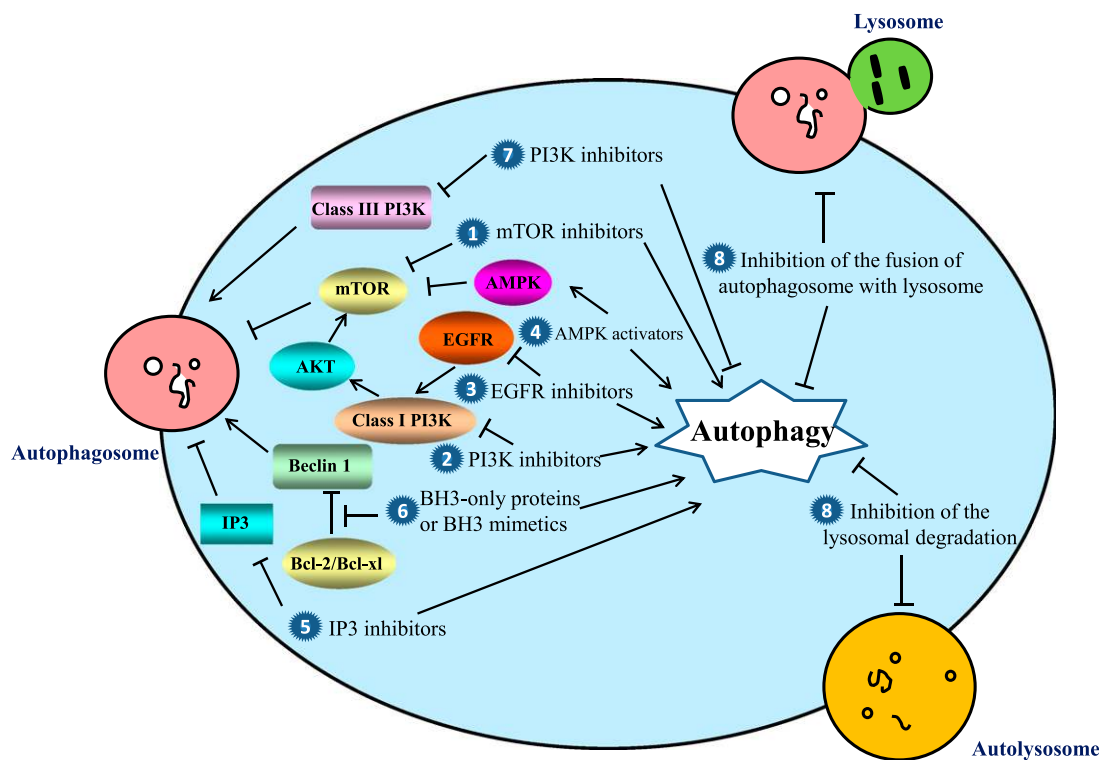 Lysosome
7 PI3K inhibitors
Class III PI3K
1 mTOR inhibitors
8 Inhibition of the fusion of
autophagosome with lysosome
mTOR
AMPK
EGFR
4 AMPK activators
AKT
3 EGFR inhibitors
Class I PI3K
Autophagy
Autophagosome
Beclin 1
2 PI3K inhibitors
6 BH3-only proteins
or BH3 mimetics
IP3
8 Inhibition of the
lysosomal degradation
Bcl-2/Bcl-xl
5 IP3 inhibitors
Autolysosome